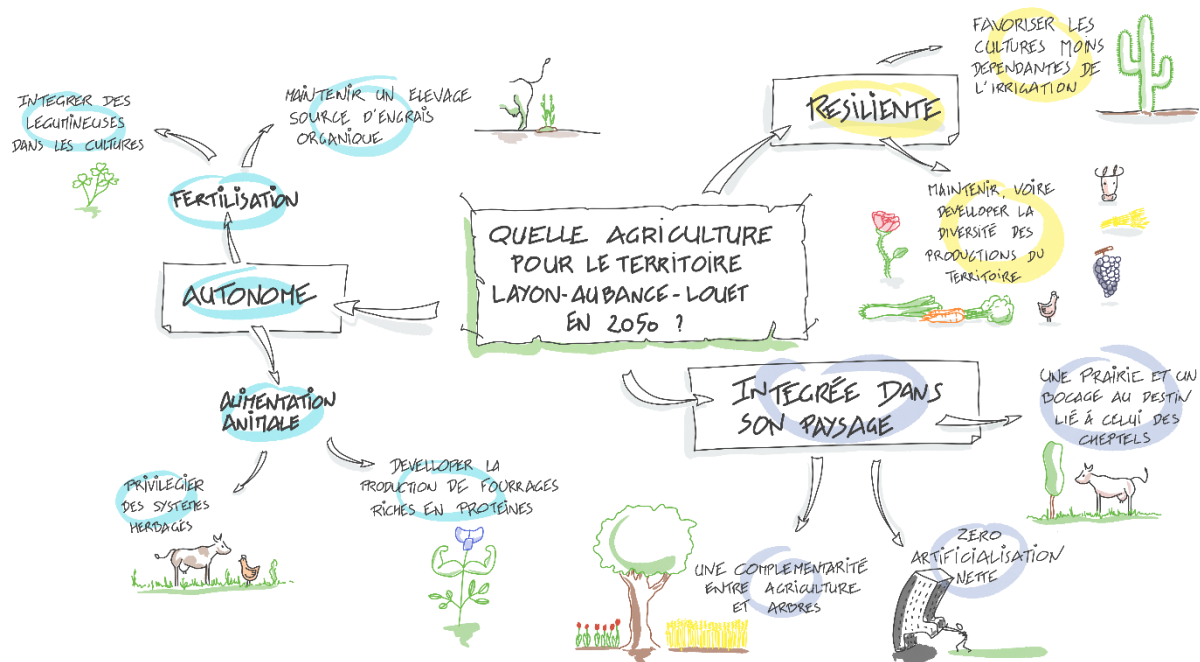 QUELLE AGRICULTURE
POUR LE TERRITOIRE
LAYON-AUBANCE-LOUET
EN 2050 ?
AUTONOME
FERTILISATION
INTEGRER DES
LEGUMINEUSES
DANS LES CULTURES
MAINTENIR UN ELEVAGE
SOURCE D'ENGRAIS
ORGANIQUE
ALIMENTATION
ANIMALE
PRIVILEGIER
DES SYSTEMES
HERBAGES
DEVELLOPER LA
PRODUCTION DE FOURRAGES
RICHES EN PROTEINES
RESILIENTE
FAVORISER LES
CULTURES MOINS
DEPENDANTES DE
L'IRRIGATION
MAINTENIR, VOIRE
DEVELLOPER LA
DIVERSITÉ DES
PRODUCTIONS DU
TERRITOIRE
INTEGRÉE DANS
SON PAYSAGE
UNE PRAIRIE ET UN
BOCAGE AU DESTIN
LIÉ À CELUI DES
CHEPTELS
ZERO
ARTIFICIALISATION
NETTE
UNE COMPLEMENTARITÉ
ENTRE AGRICULTURE
ET ARBRES